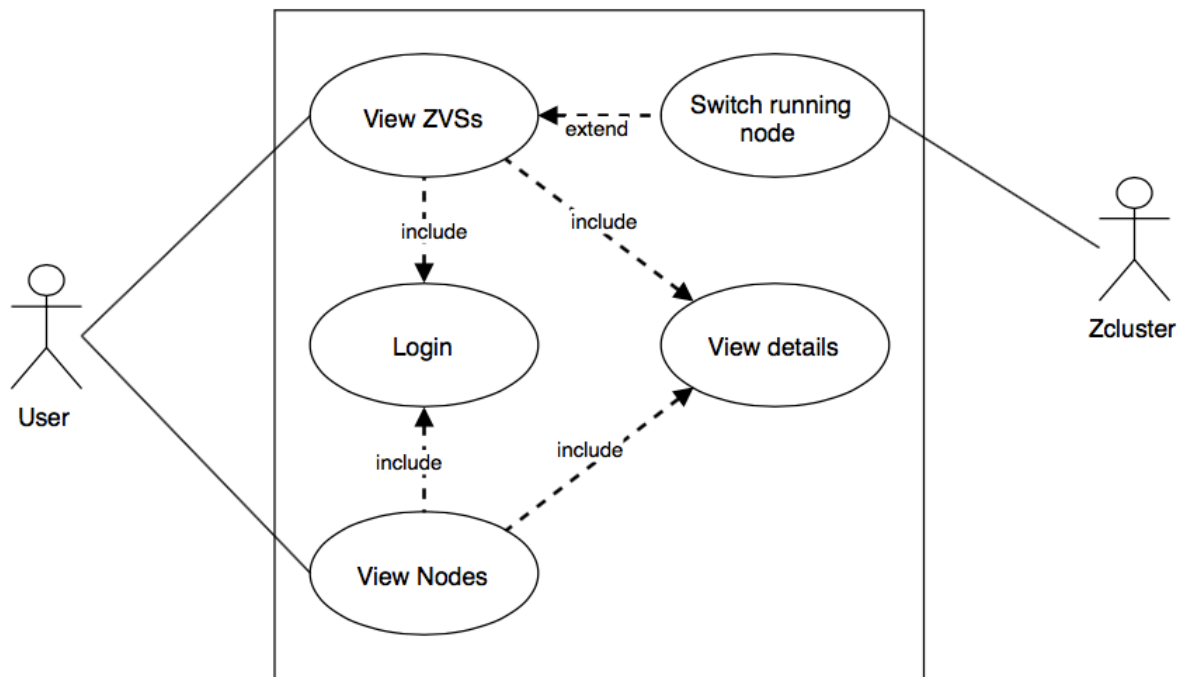 View ZVSs
Switch running
node
extend
include
include
Login
View details
Zcluster
User
include
include
View Nodes